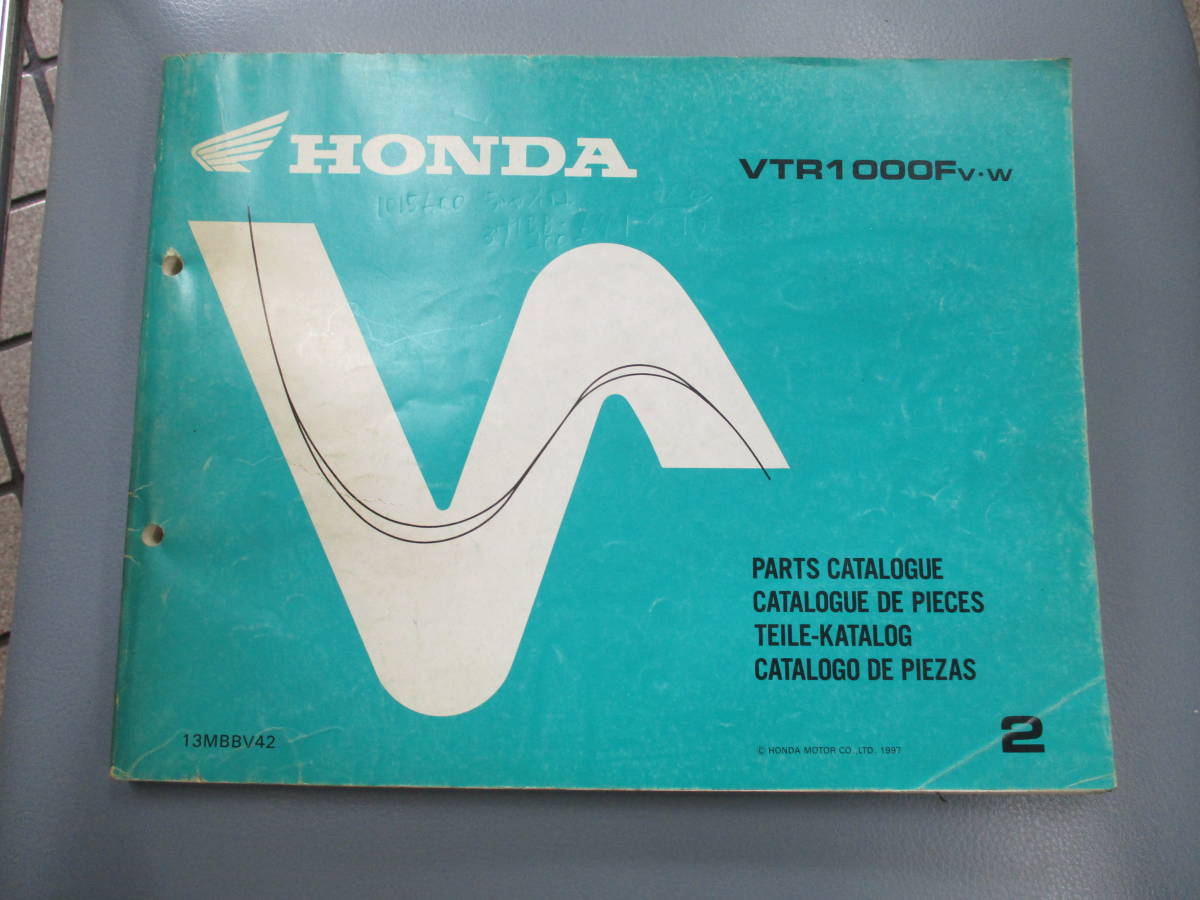 HONDA
VTR1000FV·W
PARTS CATALOGUE
CATALOGUE DE PIECES
TEILE-KATALOG
CATALOGO DE PIEZAS
13MBBV42
© HONDA MOTOR CO.,LTD. 1997
2